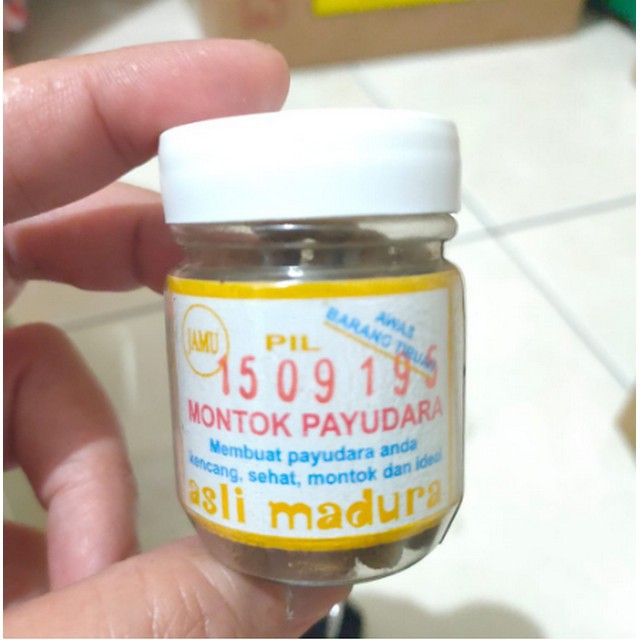 JAMU
PIL
AWAS
BARANG TIRUAN
1509195
MONTOK PAYUDARA
Membuat payudara anda
kencang, sehat, montok dan ideal
asli madura